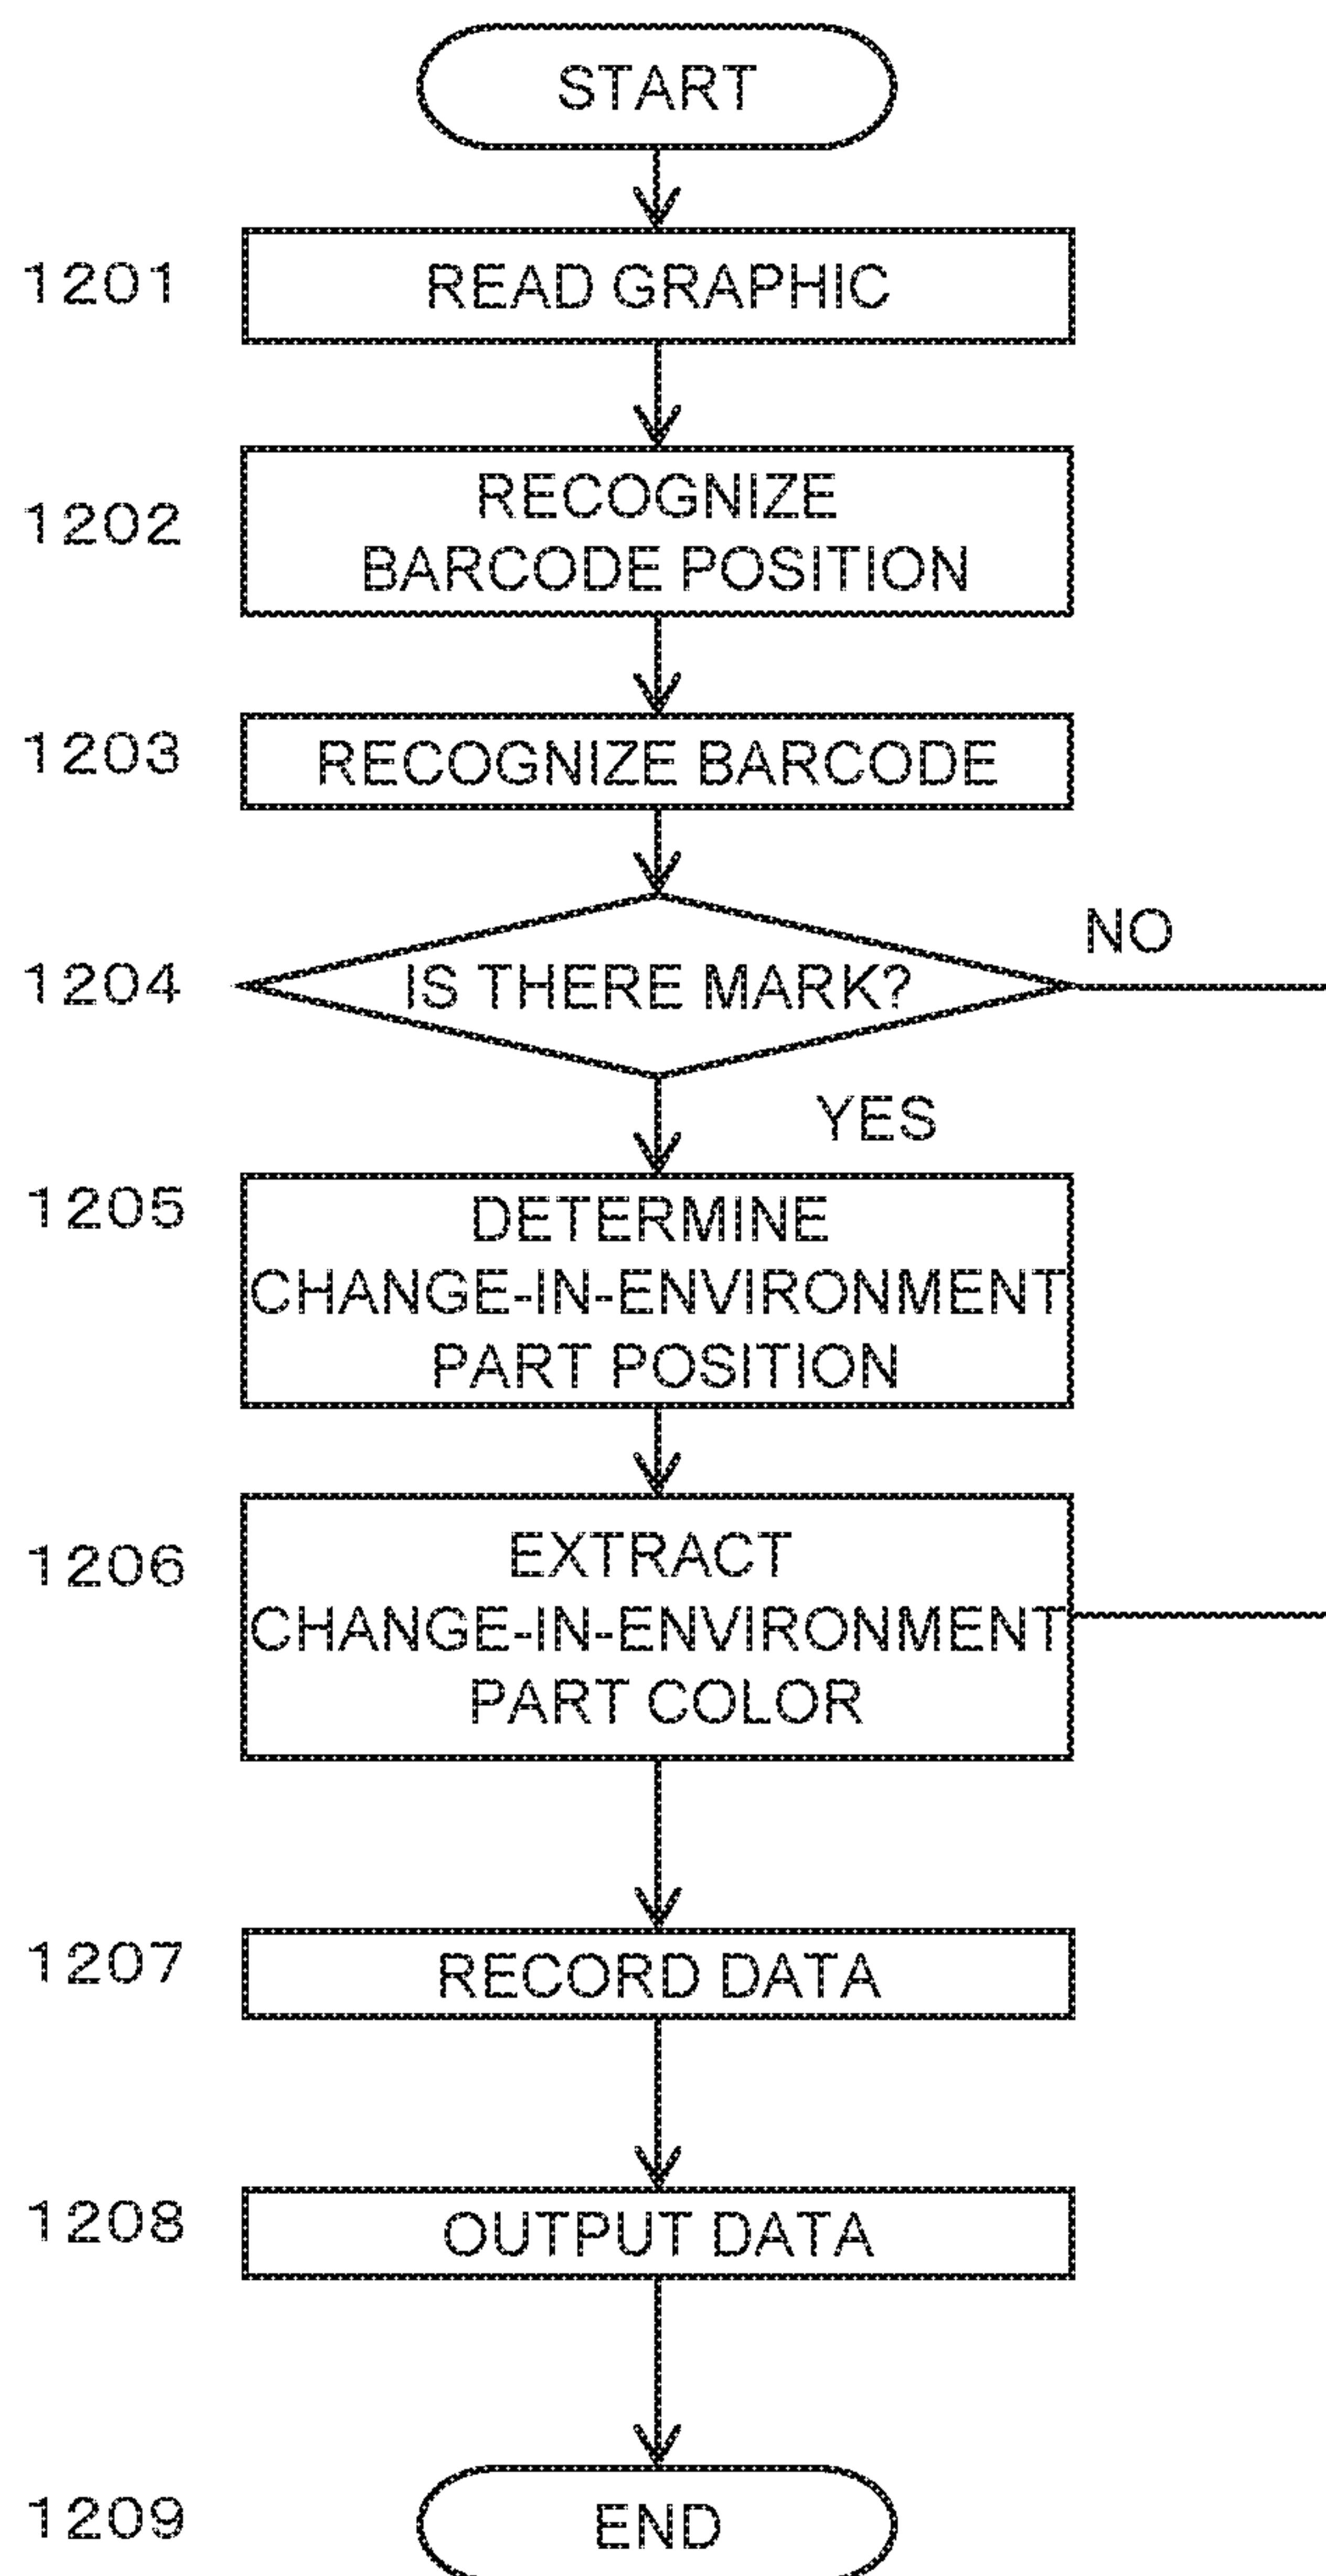 START
1201
READ GRAPHIC
1202
RECOGNIZE
BARCODE POSITION
1203
RECOGNIZE BARCODE
1204
IS THERE MARK?
NO
YES
1205
DETERMINE
CHANGE-IN-ENVIRONMENT
PART POSITION
1206
EXTRACT
CHANGE-IN-ENVIRONMENT
PART COLOR
1207
RECORD DATA
1208
OUTPUT DATA
1209
END